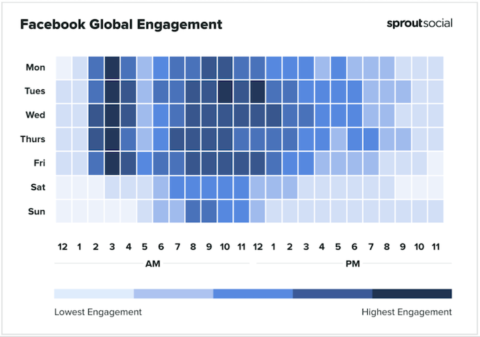 Facebook Global Engagement
sproutsocial
Mon
Tues
Wed
Thurs
Fri
Sat
Sun
12 1 2 3 4 5 6 7 8 9 10 11 12 1 2 3 4 5 6 7 8 9 10 11
AM PM
Lowest Engagement Highest Engagement